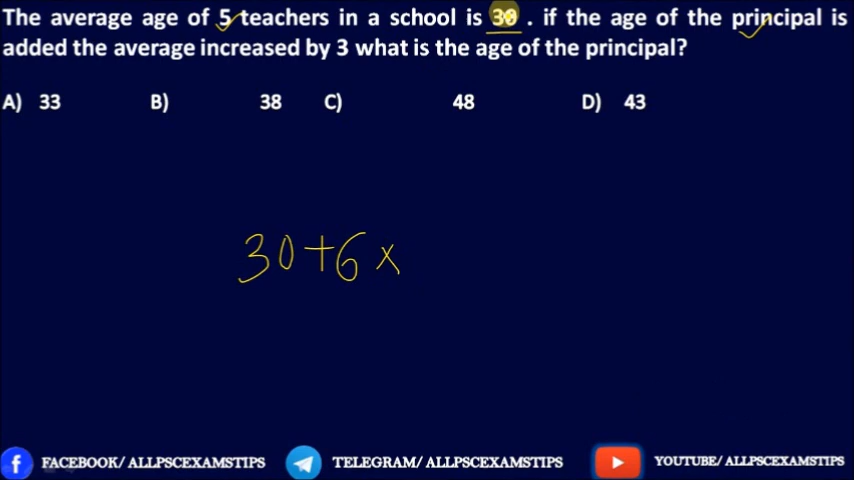 The average age of 5 teachers in a school is 30 . if the age of the principal is
added the average increased by 3 what is the age of the principal?
A) 33 B) 38 C) 48 D) 43
30+6×
FACEBOOK/ ALLPSCEXAMSTIPS TELEGRAM/ ALLPSCEXAMSTIPS YOUTUBE/ ALLPSCEXAMSTIPS